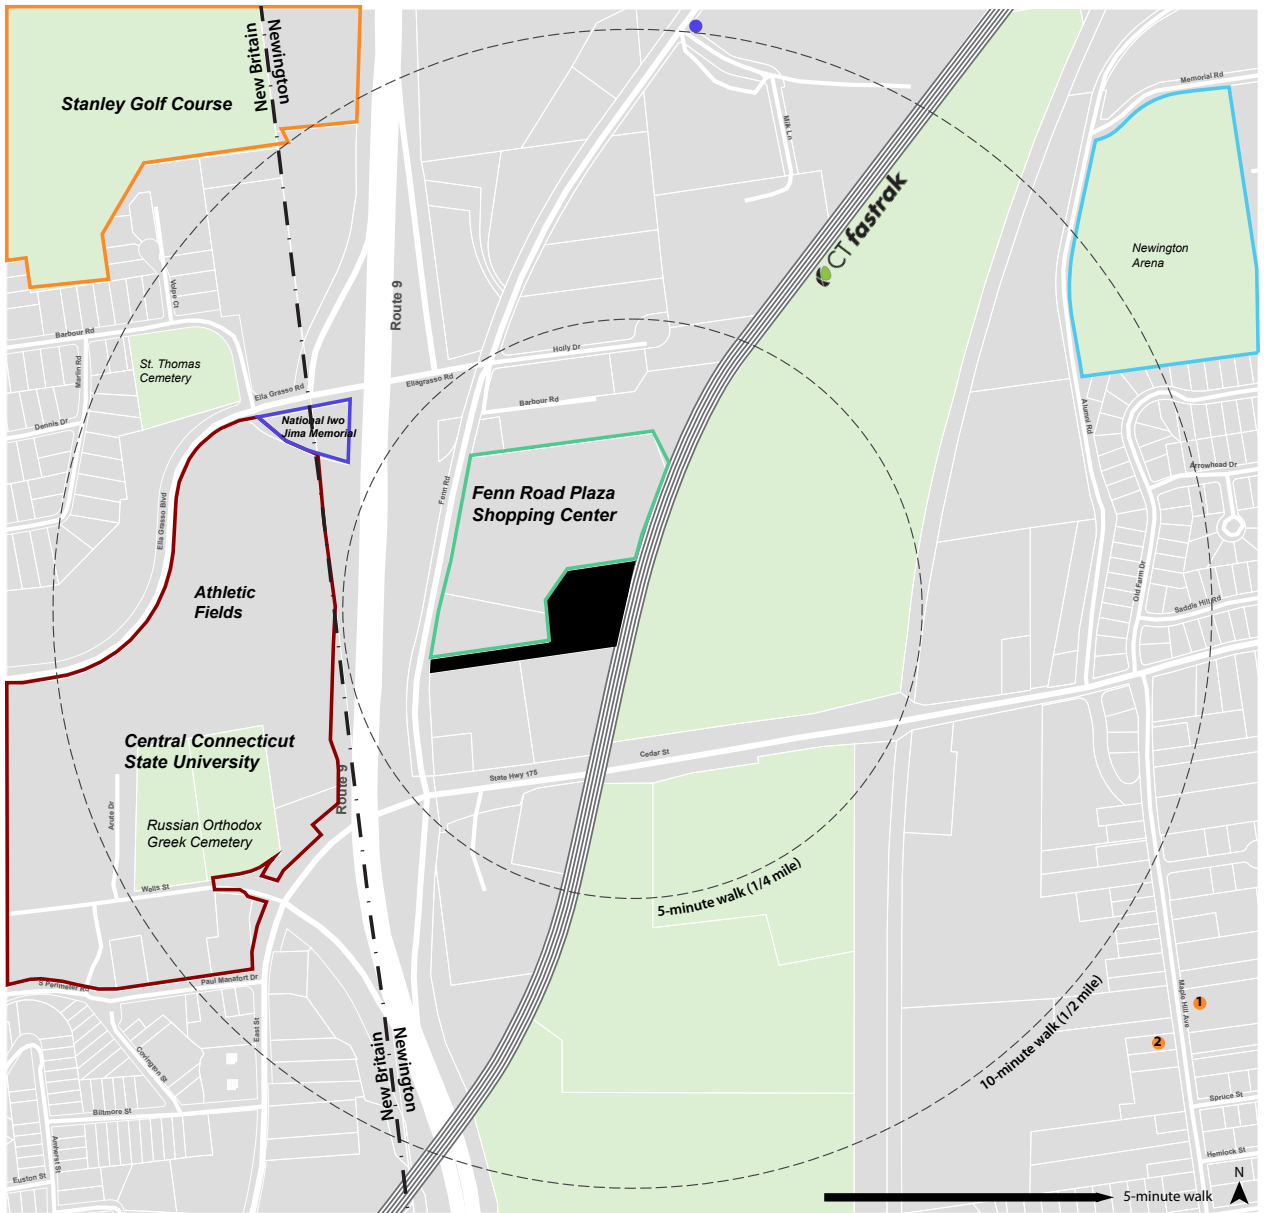 New Britain
Newington
Stanley Golf Course
Memorial Rd
Milk Ln
CT fastrak
Newington
Arena
Route 9
Volpe Ct
Barbour Rd
Holly Dr
St. Thomas
Cemetery
Martin Rd
Ella Grasso Rd
Ellagrasso Rd
Barbour Rd
Alumni Rd
Dennis Dr
National Iwo
Jima Memorial
Arrowhead Dr
Fenn Rd
Fenn Road Plaza
Shopping Center
Ella Grasso Blvd
Athletic
Fields
Old Farm Dr
Saddle Hill Rd
Central Connecticut
State University
Cedar St
State Hwy 175
Route 9
Arute Dr
Russian Orthodox
Greek Cemetery
Wells St
5-minute walk (1/4 mile)
S Perimeter Rd
Paul Manafort Dr
East St
Maple Hill Ave
1
2
10-minute walk (1/2 mile)
Covington St
New Britain
Newington
Biltmore St
Spruce St
Amherst St
Hemlock St
Euston St
N
5-minute walk